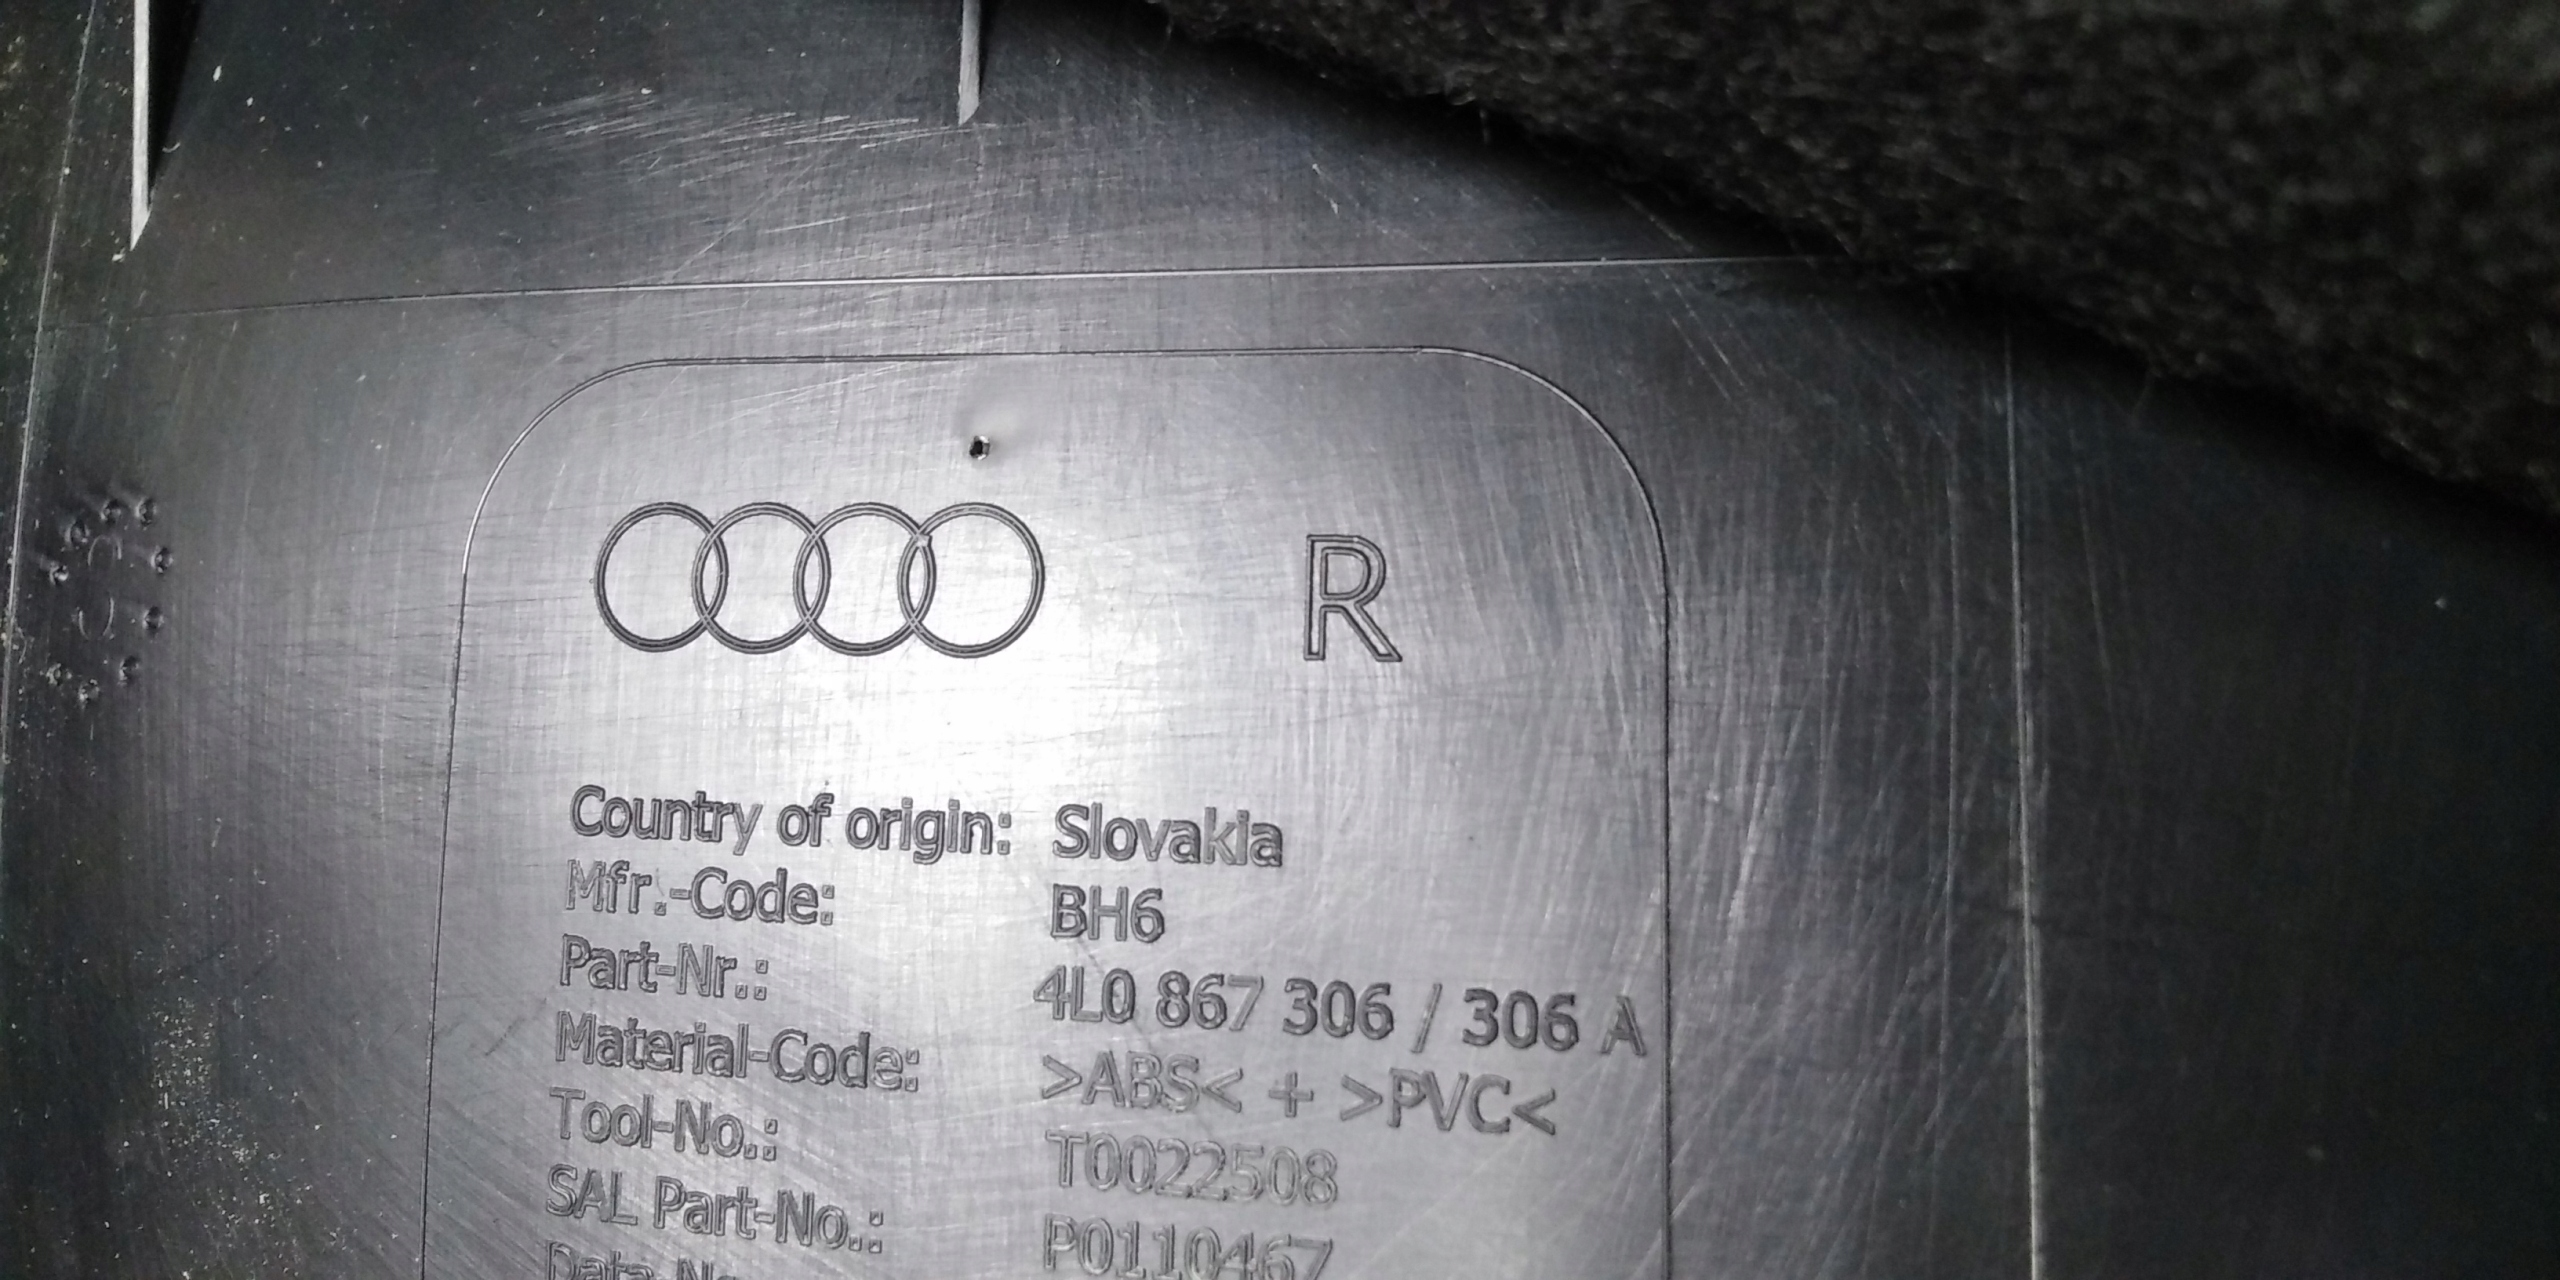 R
Country of origin: Slovakia
Mfr.-Code: BH6
Part-Nr.: 4L0 867 306 / 306 A
Material-Code: >ABS< + >PVC<
Tool-No.: T0022508
SAL Part-No.: P0110467